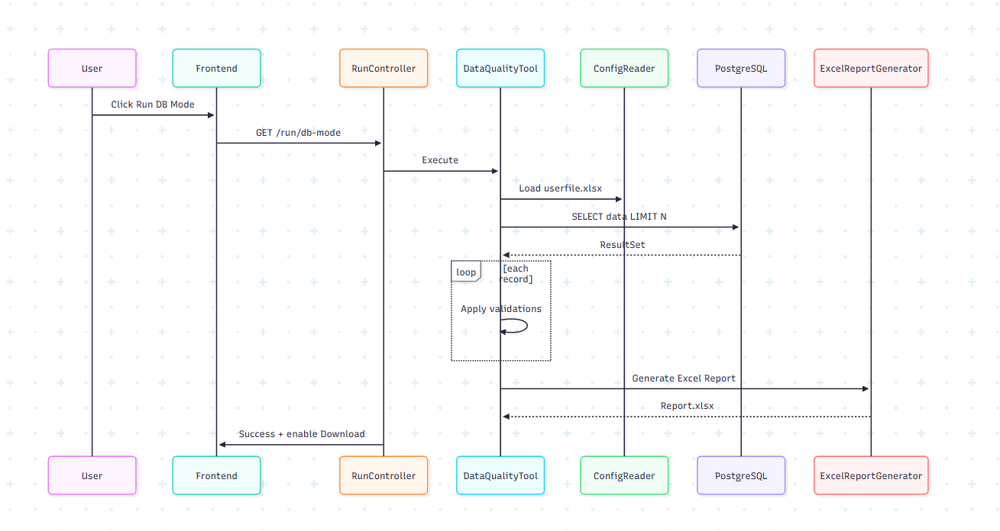 User
Frontend
RunController
DataQualityTool
ConfigReader
PostgreSQL
ExcelReportGenerator
Click Run DB Mode
GET /run/db-mode
Execute
Load userfile.xlsx
SELECT data LIMIT N
ResultSet
loop
[each
record]
Apply validations
Generate Excel Report
Report.xlsx
Success + enable Download
User
Frontend
RunController
DataQualityTool
ConfigReader
PostgreSQL
ExcelReportGenerator